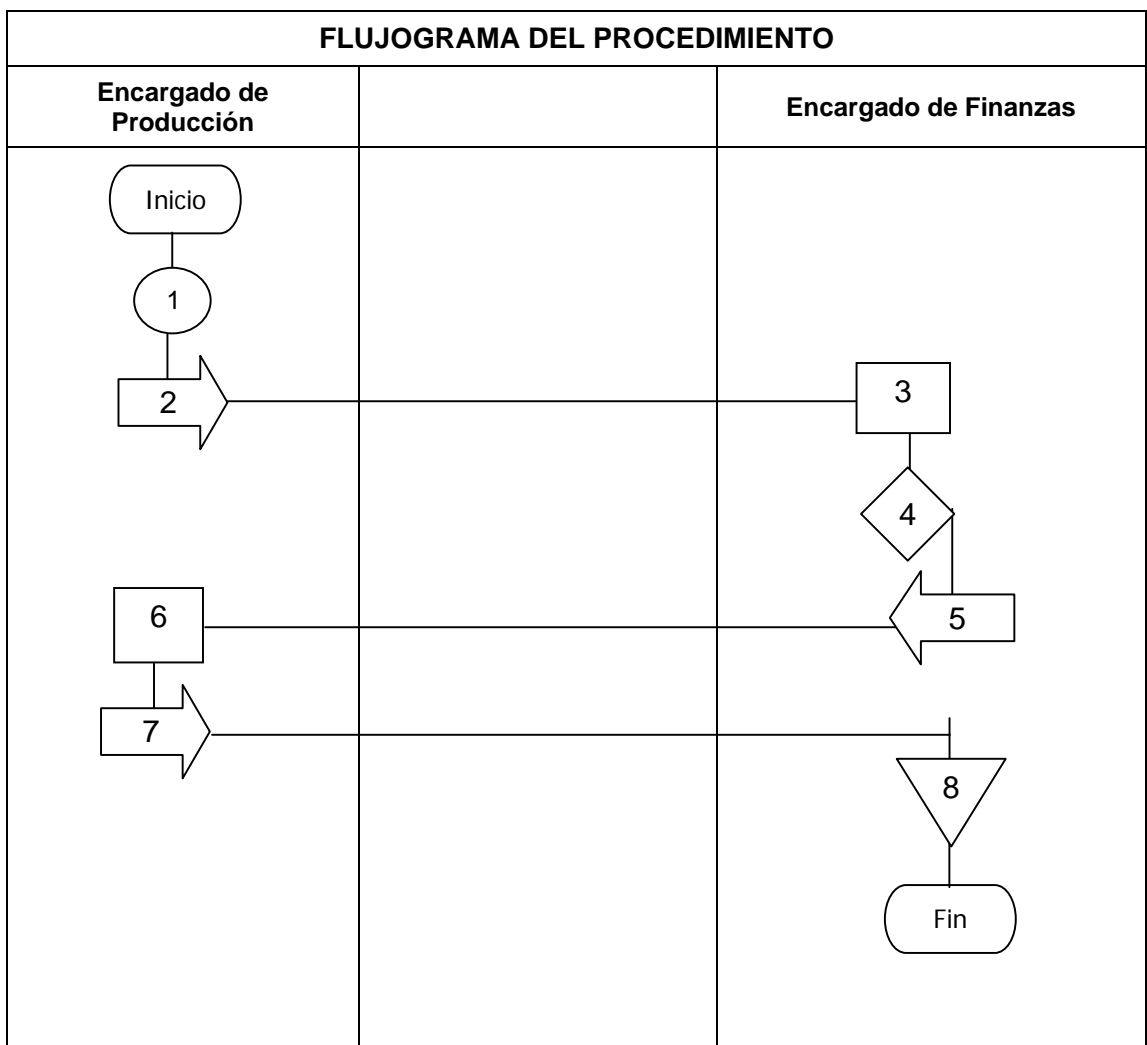 FLUJOGRAMA DEL PROCEDIMIENTO
Encargado de
Producción
Encargado de Finanzas
Inicio
1
2
3
4
5
6
7
8
Fin